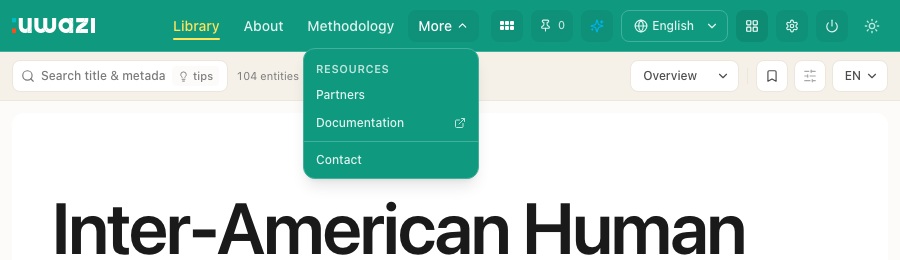 uwazi
Library About Methodology More 0 English
Search title & metada tips 104 entities Overview EN
RESOURCES
Partners
Documentation
Contact
Inter-American Human